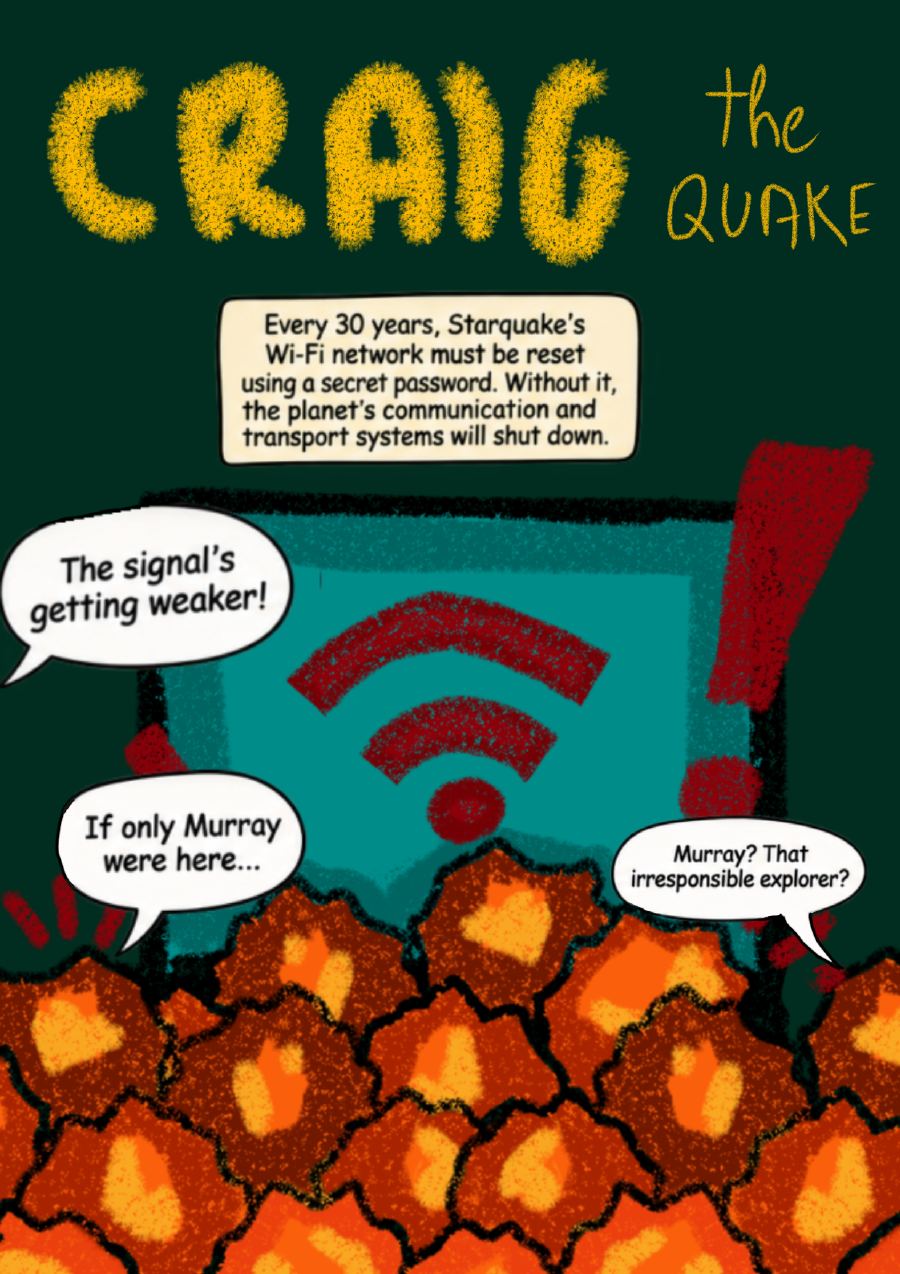 CRAIG the
QUAKE
Every 30 years, Starquake's
Wi-Fi network must be reset
using a secret password. Without it,
the planet's communication and
transport systems will shut down.
The signal's
getting weaker!
If only Murray
were here...
Murray? That
irresponsible explorer?